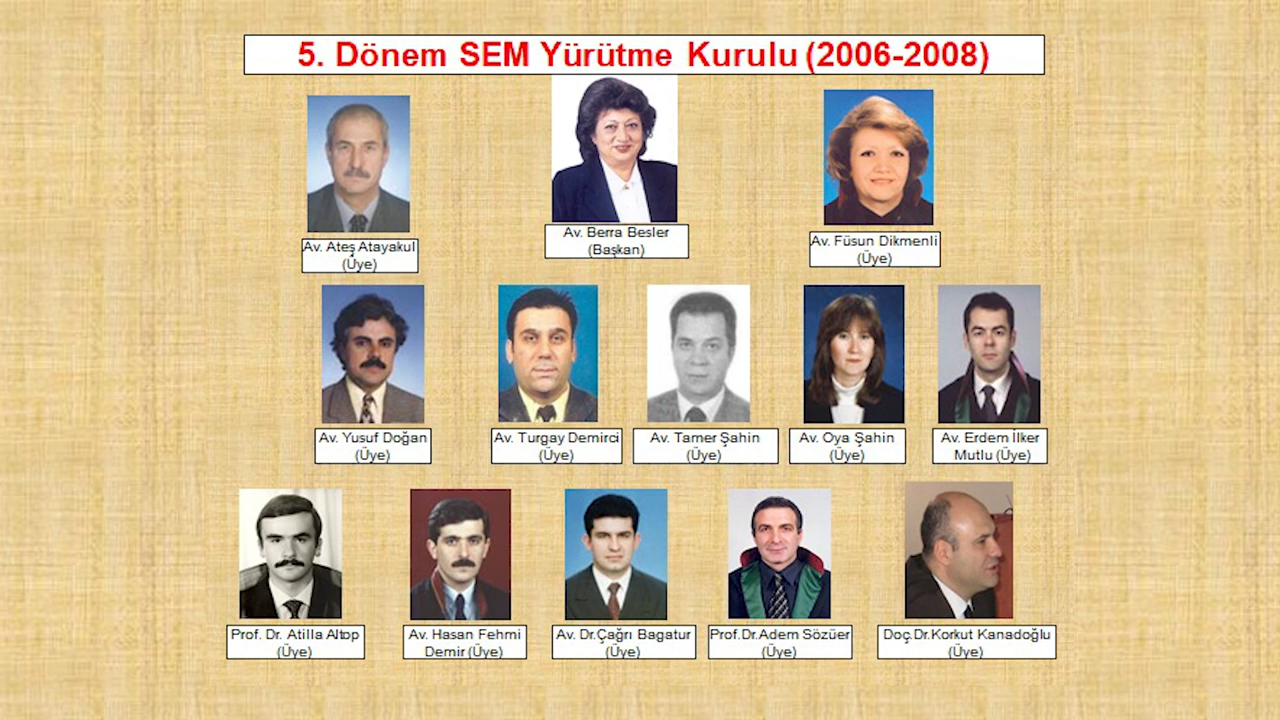 5. Dönem SEM Yürütme Kurulu (2006-2008)
Av. Ateş Atayakul
(Üye)
Av. Berra Besler
(Başkan)
Av. Füsun Dikmenli
(Üye)
Av. Yusuf Doğan
(Üye)
Av. Turgay Demirci
(Üye)
Av. Tamer Şahin
(Üye)
Av. Oya Şahin
(Üye)
Av. Erdem İlker
Mutlu (Üye)
Prof. Dr. Atilla Altop
(Üye)
Av. Hasan Fehmi
Demir (Üye)
Av. Dr.Çağrı Bagatur
(Üye)
Prof.Dr.Adem Sözüer
(Üye)
Doç.Dr.Korkut Kanadoğlu
(Üye)